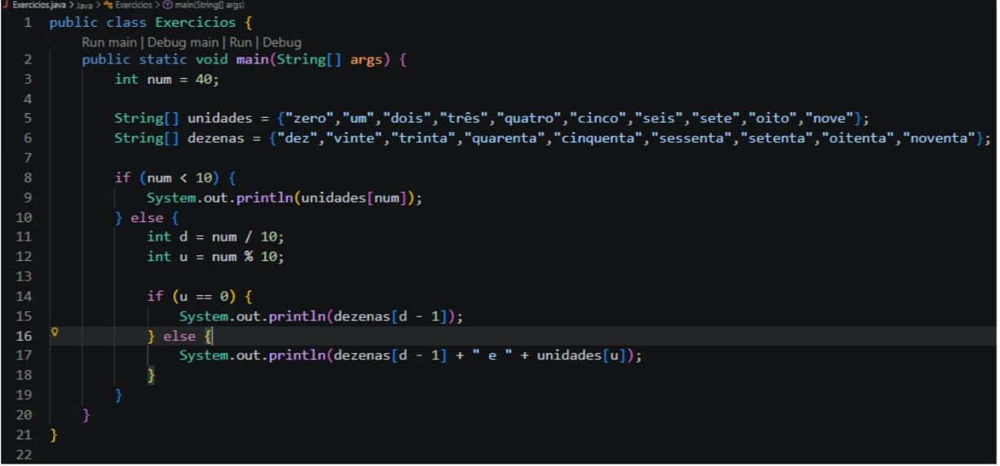 Exercicios.java > Java > Exercicios > main(String[] args)
1 public class Exercicios {
Run main | Debug main | Run | Debug
2     public static void main(String[] args) {
3         int num = 40;
4
5         String[] unidades = {"zero","um","dois","três","quatro","cinco","seis","sete","oito","nove"};
6         String[] dezenas = {"dez","vinte","trinta","quarenta","cinquenta","sessenta","setenta","oitenta","noventa"};
7
8         if (num < 10) {
9             System.out.println(unidades[num]);
10         } else {
11             int d = num / 10;
12             int u = num % 10;
13
14             if (u == 0) {
15                 System.out.println(dezenas[d - 1]);
16             } else {
17                 System.out.println(dezenas[d - 1] + " e " + unidades[u]);
18             }
19         }
20     }
21 }
22